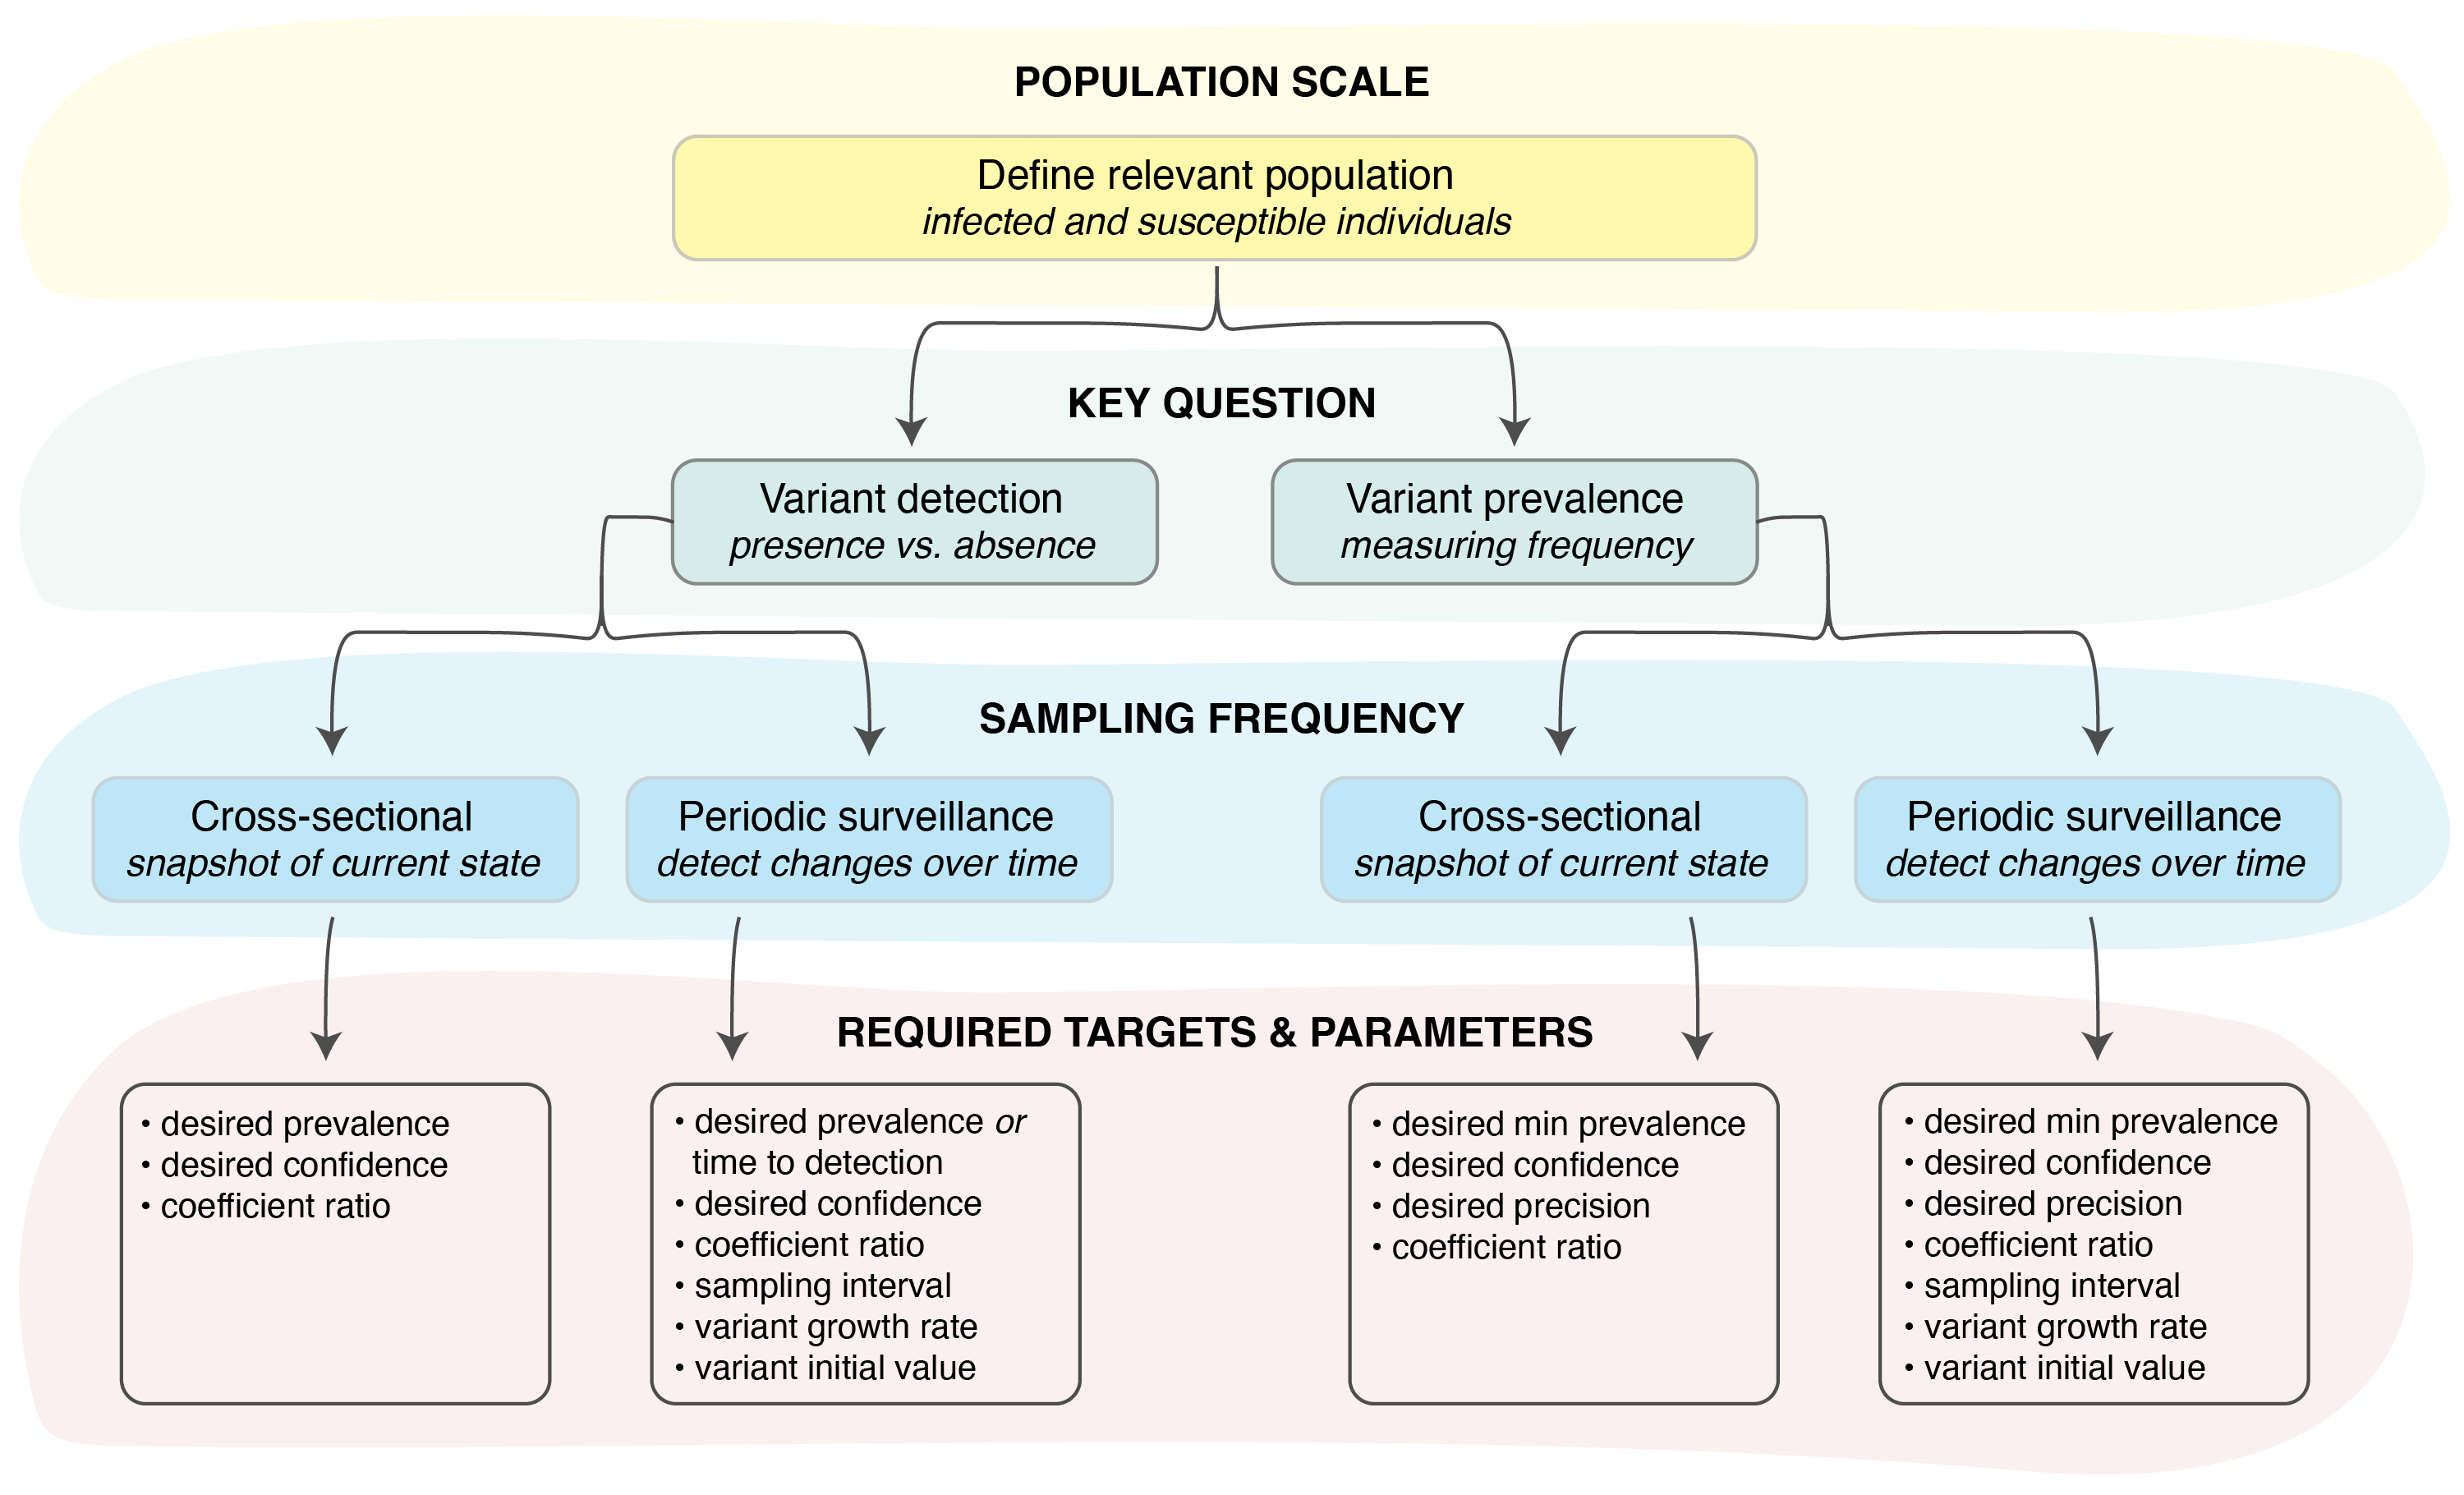 POPULATION SCALE
Define relevant population
infected and susceptible individuals
KEY QUESTION
Variant detection
presence vs. absence
Variant prevalence
measuring frequency
SAMPLING FREQUENCY
Cross-sectional
snapshot of current state
Periodic surveillance
detect changes over time
Cross-sectional
snapshot of current state
Periodic surveillance
detect changes over time
REQUIRED TARGETS & PARAMETERS
• desired prevalence
• desired confidence
• coefficient ratio
• desired prevalence or
time to detection
• desired confidence
• coefficient ratio
• sampling interval
• variant growth rate
• variant initial value
• desired min prevalence
• desired confidence
• desired precision
• coefficient ratio
• desired min prevalence
• desired confidence
• desired precision
• coefficient ratio
• sampling interval
• variant growth rate
• variant initial value